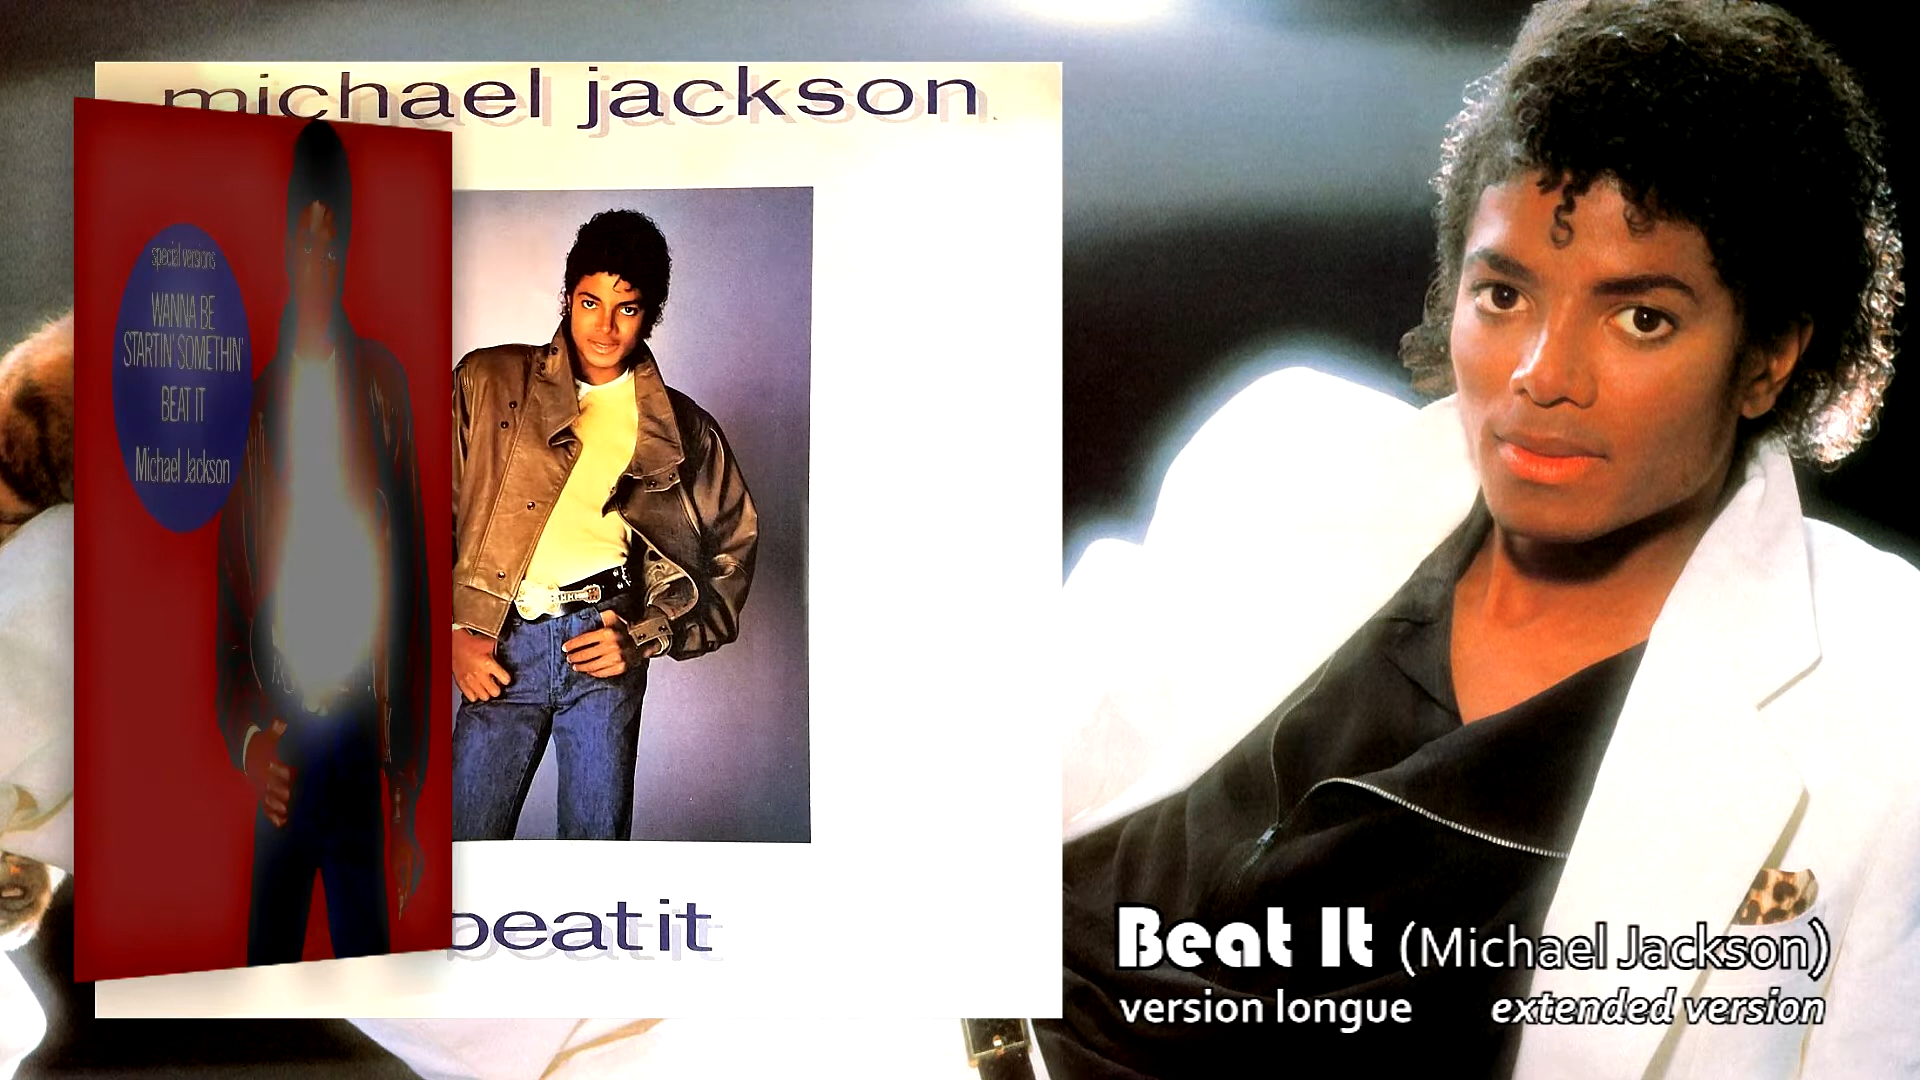 michael jackson
special versions
WANNA BE
STARTIN' SOMETHIN'
BEAT IT
Michael Jackson
beat it
Beat It (Michael Jackson)
version longue extended version